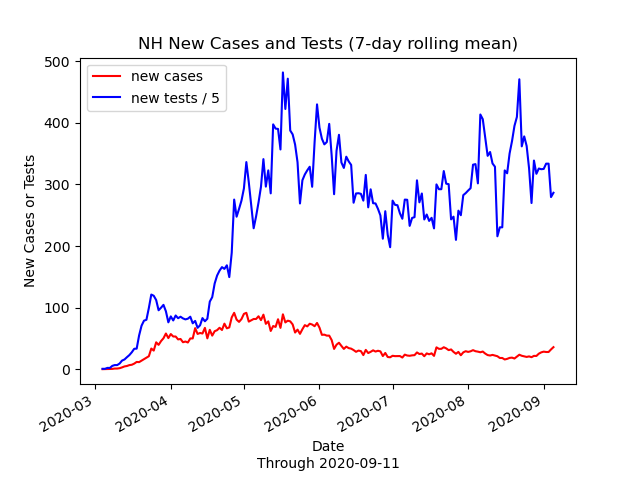 NH New Cases and Tests (7-day rolling mean)
new cases
new tests / 5
New Cases or Tests
500
400
300
200
100
0
2020-03
2020-04
2020-05
2020-06
2020-07
2020-08
2020-09
Date
Through 2020-09-11